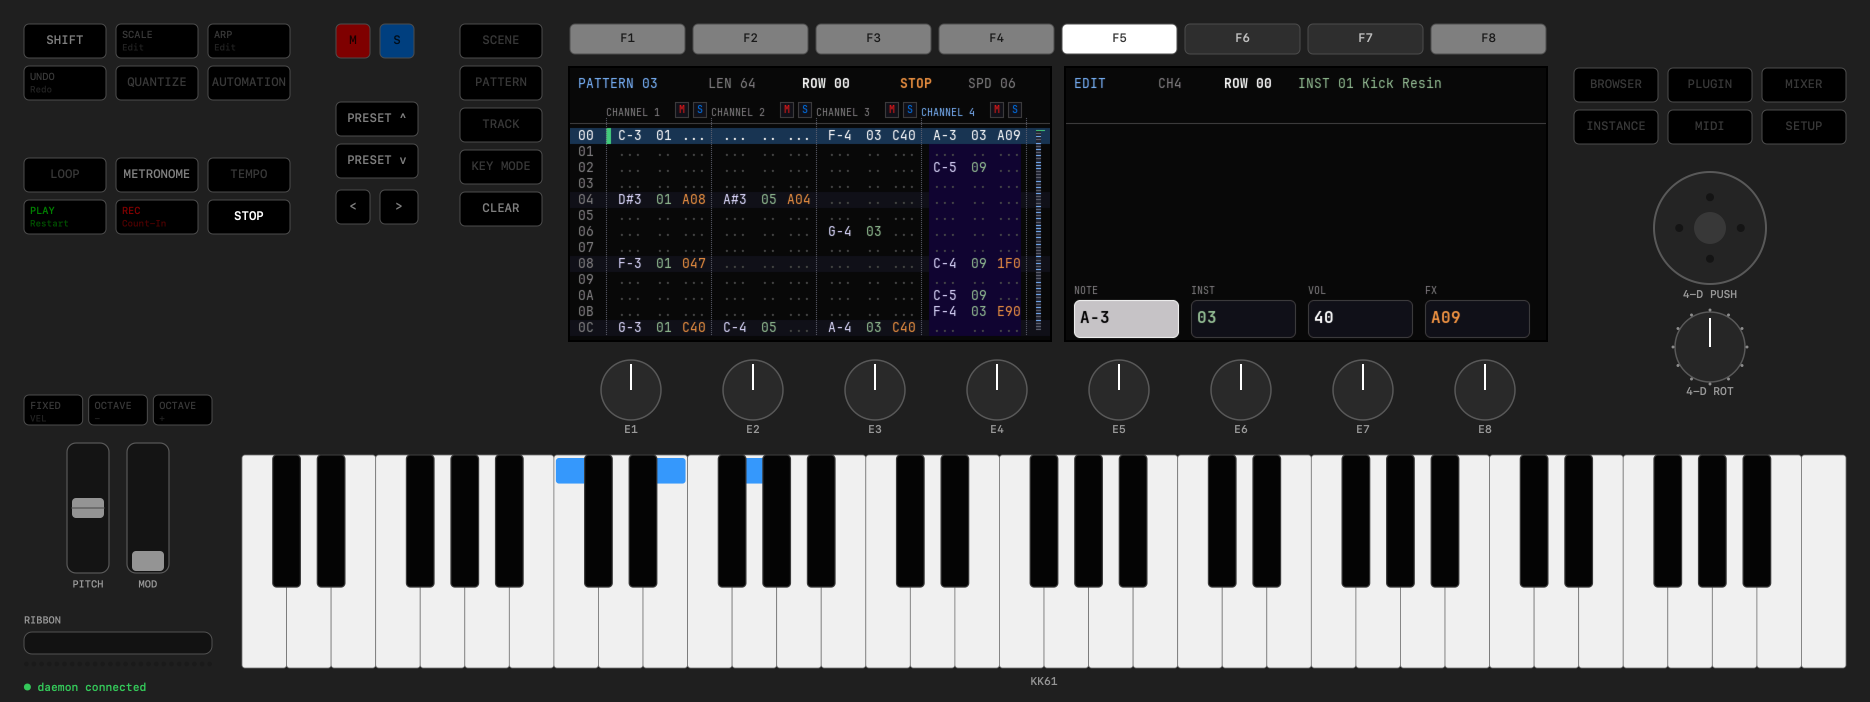 SHIFT SCALE Edit ARP Edit M S SCENE F1 F2 F3 F4 F5 F6 F7 F8
UNDO Redo QUANTIZE AUTOMATION PATTERN BROWSER PLUGIN MIXER
PRESET ^ TRACK INSTANCE MIDI SETUP
PRESET v KEY MODE
LOOP METRONOME TEMPO
PLAY Restart REC Count-In STOP < > CLEAR
PATTERN 03 LEN 64 ROW 00 STOP SPD 06
CHANNEL 1 M S CHANNEL 2 M S CHANNEL 3 M S CHANNEL 4 M S
00 C-3 01 ... ... .. ... F-4 03 C40 A-3 03 A09
01 ... .. ... ... .. ... ... .. ... ... .. ...
02 ... .. ... ... .. ... ... .. ... C-5 09 ...
03 ... .. ... ... .. ... ... .. ... ... .. ...
04 D#3 01 A08 A#3 05 A04 ... .. ... ... .. ...
05 ... .. ... ... .. ... ... .. ... ... .. ...
06 ... .. ... ... .. ... G-4 03 ... ... .. ...
07 ... .. ... ... .. ... ... .. ... ... .. ...
08 F-3 01 047 ... .. ... ... .. ... C-4 09 1F0
09 ... .. ... ... .. ... ... .. ... ... .. ...
0A ... .. ... ... .. ... ... .. ... C-5 09 ...
0B ... .. ... ... .. ... ... .. ... F-4 03 E90
0C G-3 01 C40 C-4 05 ... A-4 03 C40 ... .. ...
EDIT CH4 ROW 00 INST 01 Kick Resin
NOTE INST VOL FX
A-3 03 40 A09
4-D PUSH
4-D ROT
E1 E2 E3 E4 E5 E6 E7 E8
FIXED VEL OCTAVE - OCTAVE +
PITCH MOD
RIBBON
daemon connected
KK61